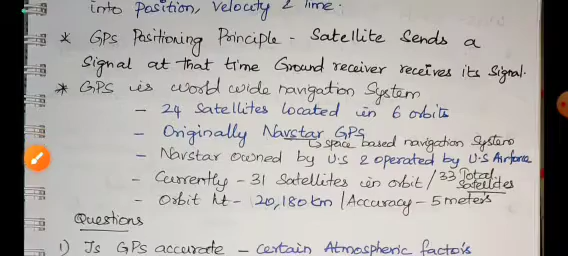 into Position, Velocity & Time.
* GPS Positioning Principle - Satellite Sends a
Signal at that time Ground receiver receives its Signal.
* GPS is world wide navigation System
- 24 Satellites located in 6 orbits
- Originally Navstar GPS
↳ space based navigation System
- Navstar owned by U.S & operated by U.S Airforce
- Currently - 31 Satellites in orbit / 33 Total Satellites
- Orbit ht - 20,180 km / Accuracy - 5 meters
Questions
1) Is GPS accurate - certain Atmospheric factors